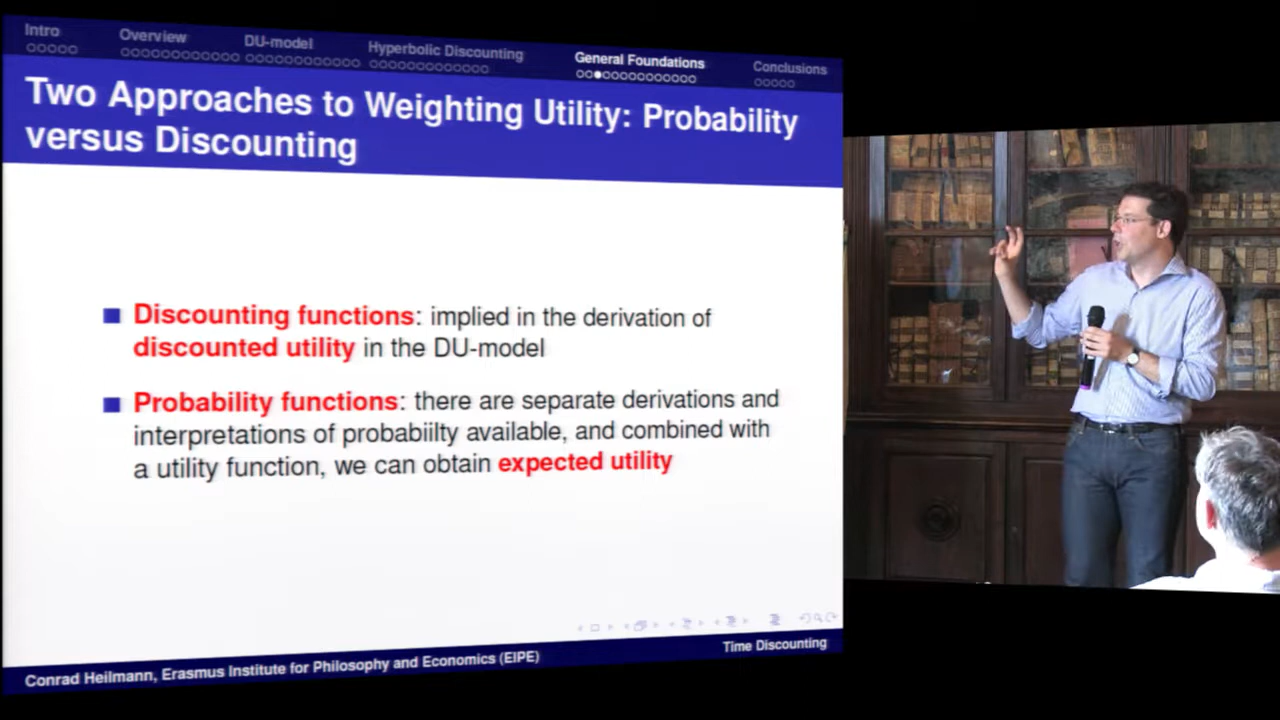 Intro
Overview
DU-model
Hyperbolic Discounting
General Foundations
Conclusions
Two Approaches to Weighting Utility: Probability
versus Discounting
Discounting functions: implied in the derivation of
discounted utility in the DU-model
Probability functions: there are separate derivations and
interpretations of probabiilty available, and combined with
a utility function, we can obtain expected utility
Conrad Heilmann, Erasmus Institute for Philosophy and Economics (EIPE)
Time Discounting